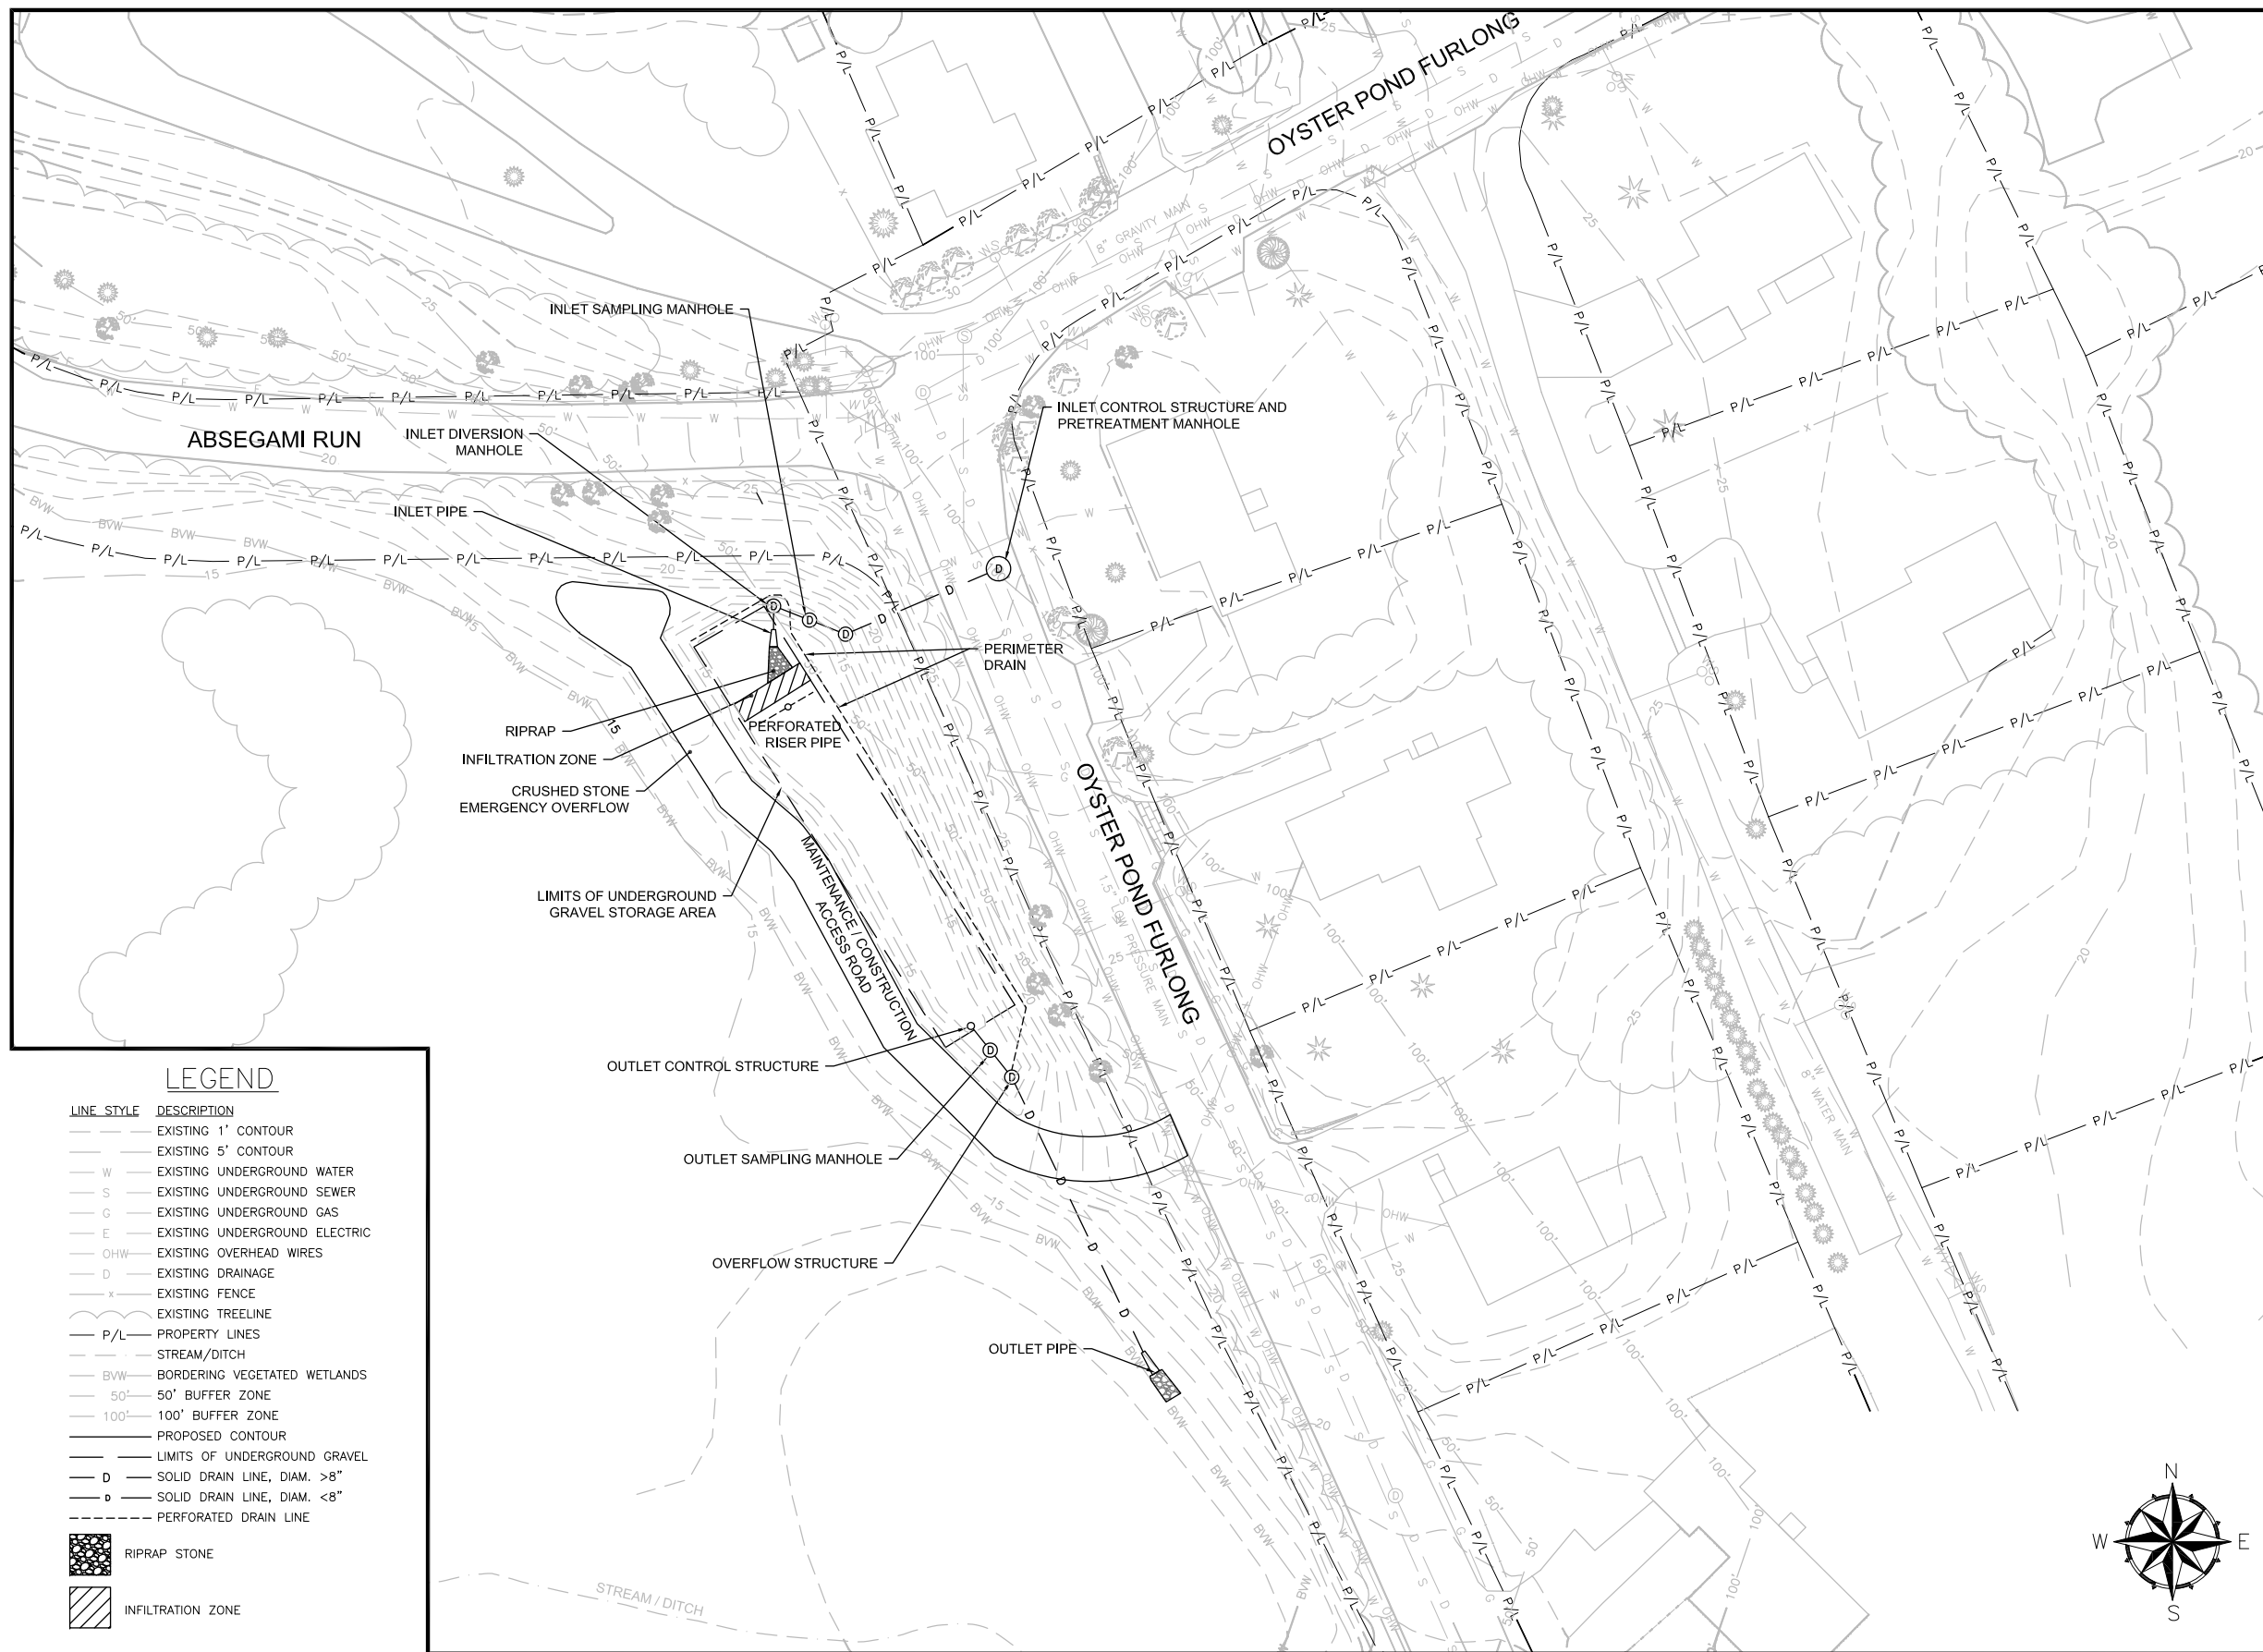 OYSTER POND FURLONG
8" GRAVITY MAIN
INLET SAMPLING MANHOLE
INLET CONTROL STRUCTURE AND
PRETREATMENT MANHOLE
ABSEGAMI RUN
INLET DIVERSION
MANHOLE
INLET PIPE
PERIMETER
DRAIN
RIPRAP
PERFORATED
RISER PIPE
INFILTRATION ZONE
CRUSHED STONE
EMERGENCY OVERFLOW
OYSTER POND FURLONG
1.5" LOW PRESSURE MAIN
MAINTENANCE / CONSTRUCTION
ACCESS ROAD
LIMITS OF UNDERGROUND
GRAVEL STORAGE AREA
OUTLET CONTROL STRUCTURE
8" WATER MAIN
OUTLET SAMPLING MANHOLE
OVERFLOW STRUCTURE
OUTLET PIPE
STREAM / DITCH
LEGEND
LINE STYLE DESCRIPTION
EXISTING 1' CONTOUR
EXISTING 5' CONTOUR
W EXISTING UNDERGROUND WATER
S EXISTING UNDERGROUND SEWER
G EXISTING UNDERGROUND GAS
E EXISTING UNDERGROUND ELECTRIC
OHW EXISTING OVERHEAD WIRES
D EXISTING DRAINAGE
x EXISTING FENCE
EXISTING TREELINE
P/L PROPERTY LINES
STREAM/DITCH
BVW BORDERING VEGETATED WETLANDS
50' 50' BUFFER ZONE
100' 100' BUFFER ZONE
PROPOSED CONTOUR
LIMITS OF UNDERGROUND GRAVEL
D SOLID DRAIN LINE, DIAM. >8"
D SOLID DRAIN LINE, DIAM. <8"
PERFORATED DRAIN LINE
RIPRAP STONE
INFILTRATION ZONE
N
W E
S